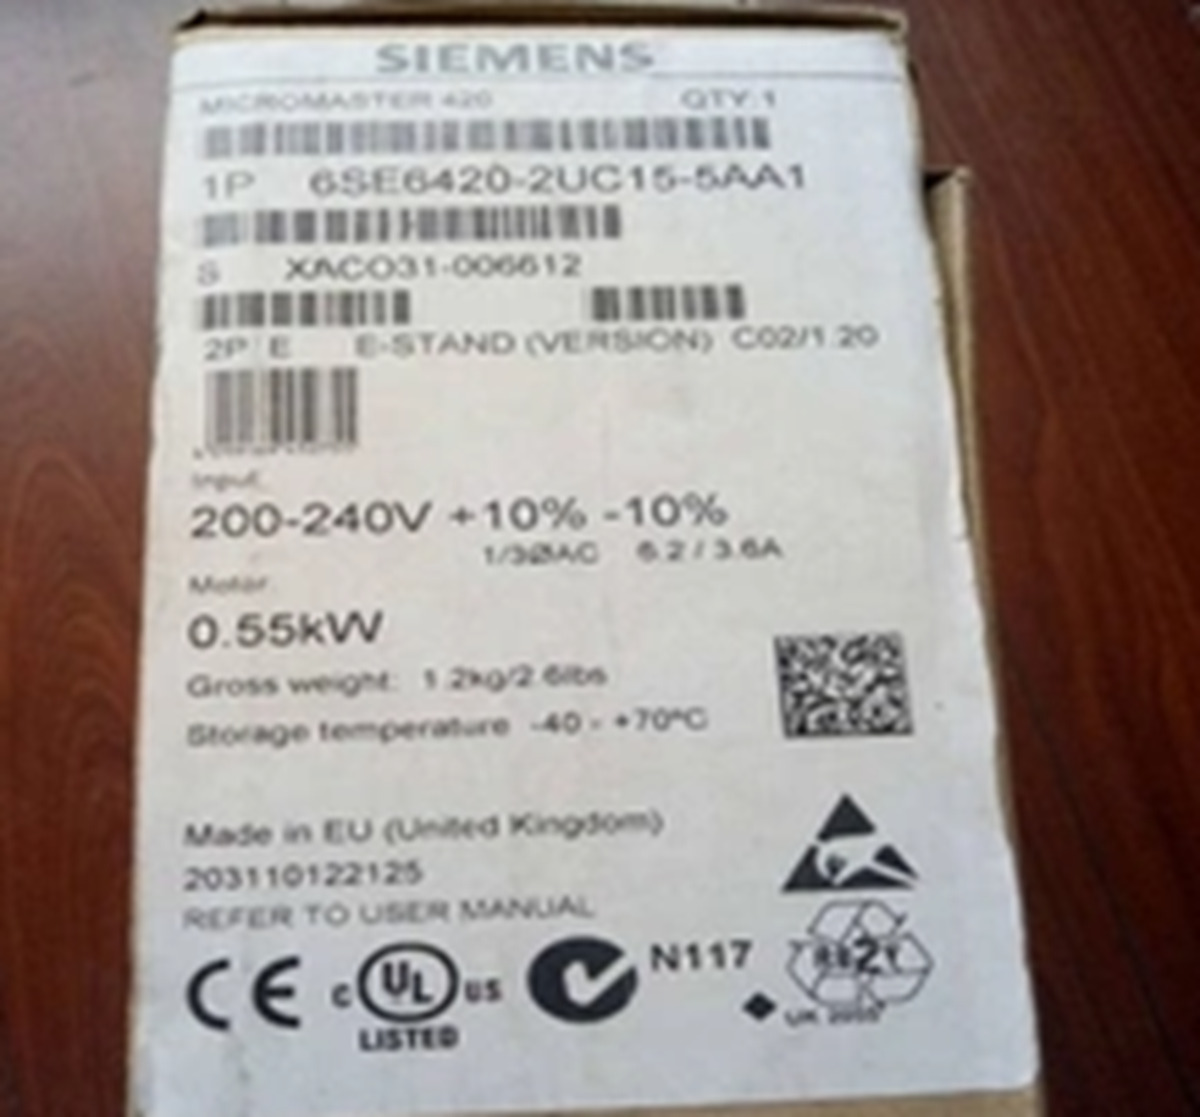 SIEMENS
MICROMASTER 420 QTY:1
1P 6SE6420-2UC15-5AA1
S XACO31-006612
2P E E-STAND (VERSION) C02/1.20
Input:
200-240V +10% -10%
1/3ØAC 6.2 / 3.6A
Motor:
0.55kW
Gross weight: 1.2kg/2.6lbs
Storage temperature -40 - +70°C
Made in EU (United Kingdom)
203110122125
REFER TO USER MANUAL
CE C UL US N117
LISTED